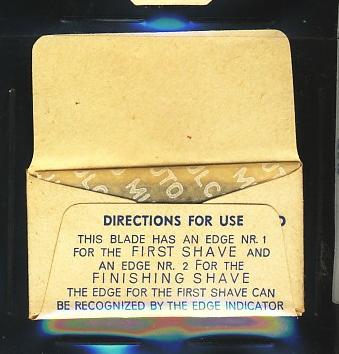 DIRECTIONS FOR USE
THIS BLADE HAS AN EDGE NR. 1
FOR THE FIRST SHAVE AND
AN EDGE NR. 2 FOR THE
FINISHING SHAVE
THE EDGE FOR THE FIRST SHAVE CAN
BE RECOGNIZED BY THE EDGE INDICATOR